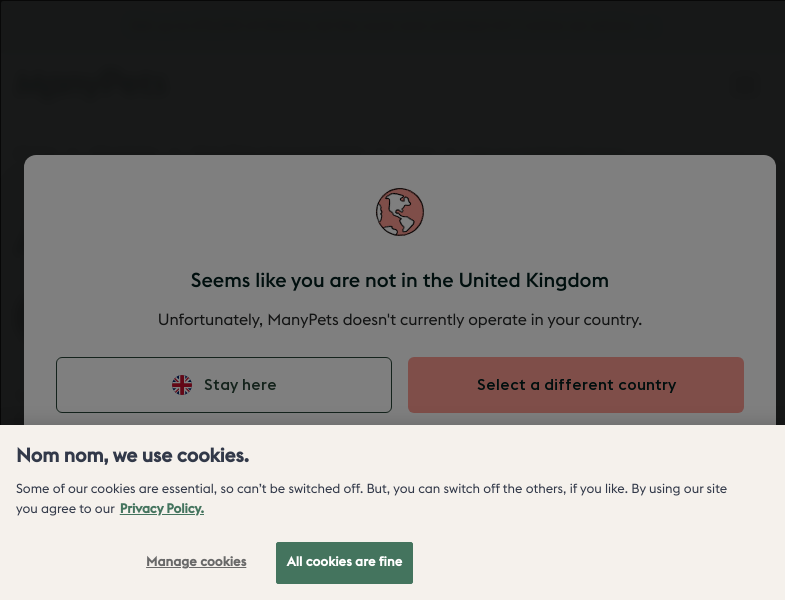 Seems like you are not in the United Kingdom
Unfortunately, ManyPets doesn't currently operate in your country.
Stay here
Select a different country
Nom nom, we use cookies.
Some of our cookies are essential, so can't be switched off. But, you can switch off the others, if you like. By using our site
you agree to our Privacy Policy.
Manage cookies
All cookies are fine